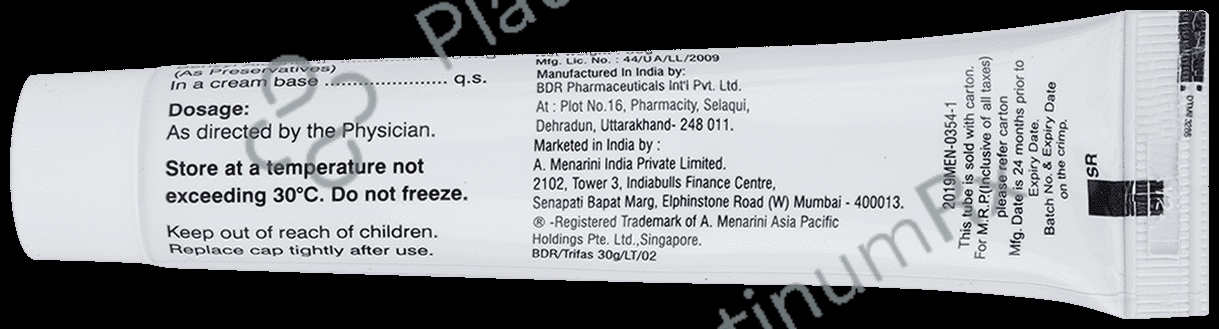 (As Preservatives)
In a cream base ...................... q.s.
Dosage:
As directed by the Physician.
Store at a temperature not
exceeding 30°C. Do not freeze.
Keep out of reach of children.
Replace cap tightly after use.
Mfg. Lic. No. : 44/UA/LL/2009
Manufactured In India by:
BDR Pharmaceuticals Int'l Pvt. Ltd.
At : Plot No.16, Pharmacity, Selaqui,
Dehradun, Uttarakhand- 248 011.
Marketed in India by :
A. Menarini India Private Limited.
2102, Tower 3, Indiabulls Finance Centre,
Senapati Bapat Marg, Elphinstone Road (W) Mumbai - 400013.
® -Registered Trademark of A. Menarini Asia Pacific
Holdings Pte. Ltd.,Singapore.
BDR/Trifas 30g/LT/02
2019MEN-0354-1
This tube is sold with carton.
For M.R.P.(Inclusive of all taxes)
please refer carton
Mfg. Date is 24 months prior to
Expiry Date.
Batch No. & Expiry Date
on the crimp.
SR